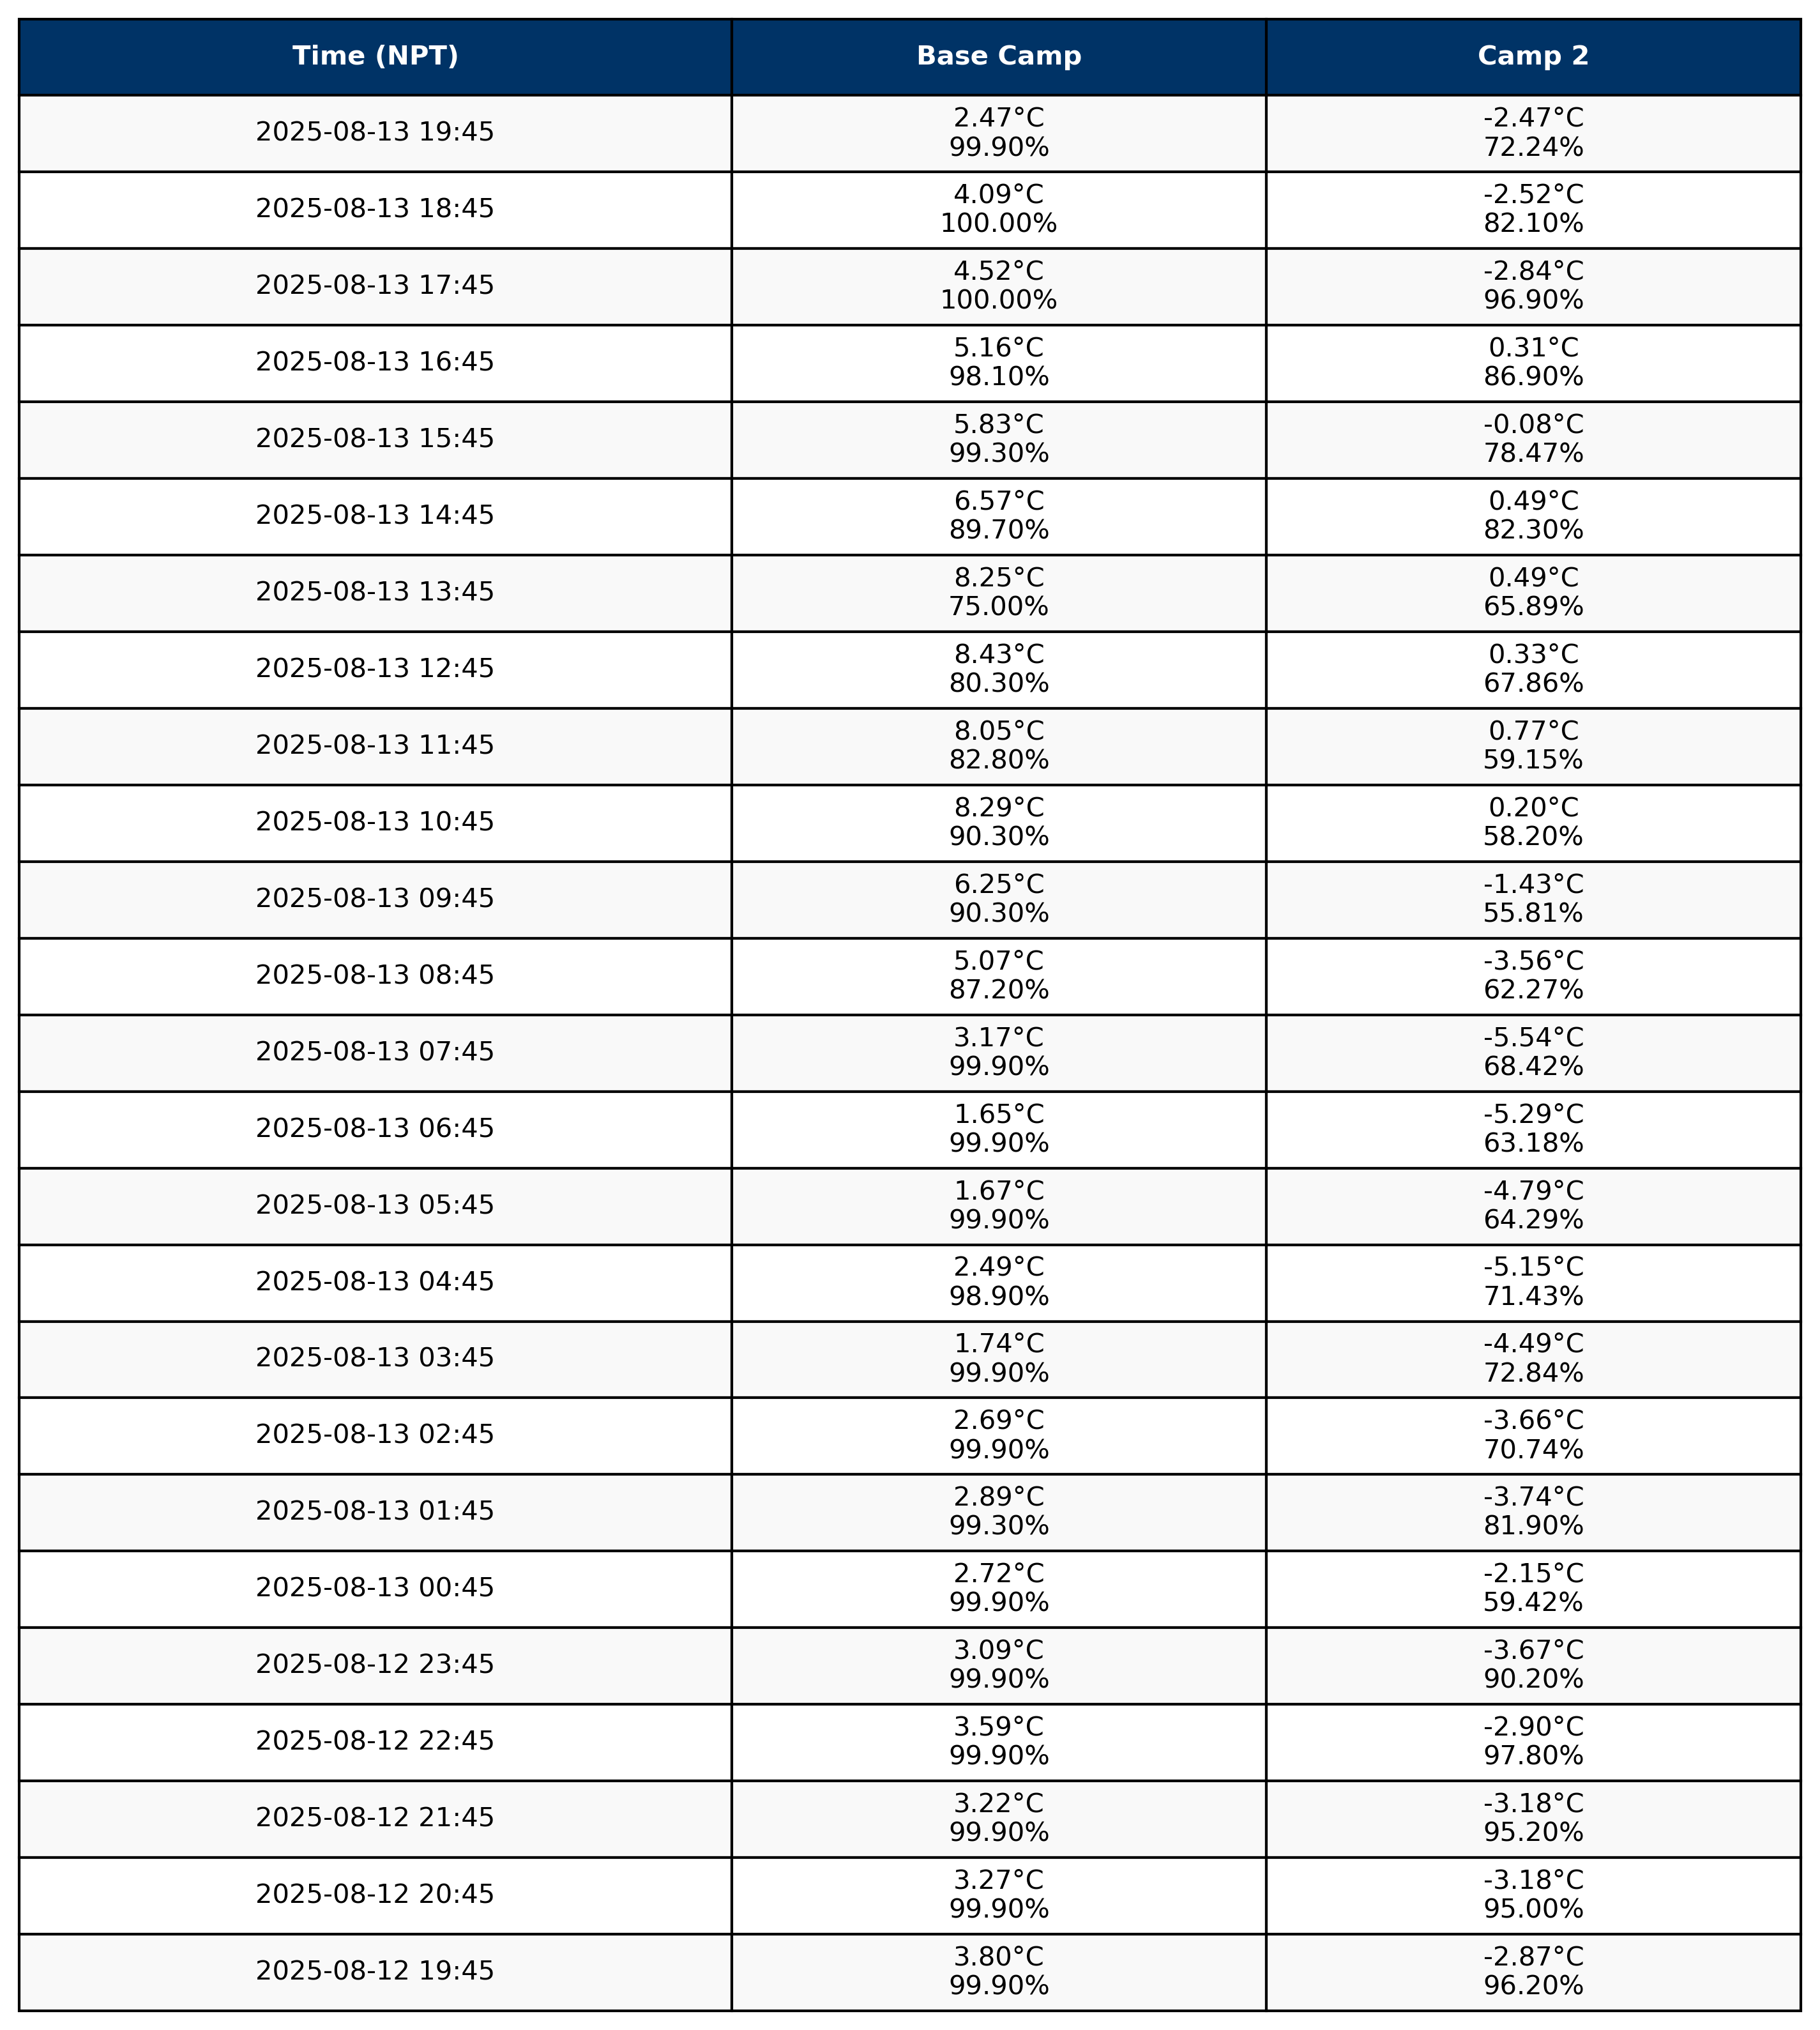 Time (NPT) Base Camp Camp 2
2025-08-13 19:45 2.47°C -2.47°C
99.90% 72.24%
2025-08-13 18:45 4.09°C -2.52°C
100.00% 82.10%
2025-08-13 17:45 4.52°C -2.84°C
100.00% 96.90%
2025-08-13 16:45 5.16°C 0.31°C
98.10% 86.90%
2025-08-13 15:45 5.83°C -0.08°C
99.30% 78.47%
2025-08-13 14:45 6.57°C 0.49°C
89.70% 82.30%
2025-08-13 13:45 8.25°C 0.49°C
75.00% 65.89%
2025-08-13 12:45 8.43°C 0.33°C
80.30% 67.86%
2025-08-13 11:45 8.05°C 0.77°C
82.80% 59.15%
2025-08-13 10:45 8.29°C 0.20°C
90.30% 58.20%
2025-08-13 09:45 6.25°C -1.43°C
90.30% 55.81%
2025-08-13 08:45 5.07°C -3.56°C
87.20% 62.27%
2025-08-13 07:45 3.17°C -5.54°C
99.90% 68.42%
2025-08-13 06:45 1.65°C -5.29°C
99.90% 63.18%
2025-08-13 05:45 1.67°C -4.79°C
99.90% 64.29%
2025-08-13 04:45 2.49°C -5.15°C
98.90% 71.43%
2025-08-13 03:45 1.74°C -4.49°C
99.90% 72.84%
2025-08-13 02:45 2.69°C -3.66°C
99.90% 70.74%
2025-08-13 01:45 2.89°C -3.74°C
99.30% 81.90%
2025-08-13 00:45 2.72°C -2.15°C
99.90% 59.42%
2025-08-12 23:45 3.09°C -3.67°C
99.90% 90.20%
2025-08-12 22:45 3.59°C -2.90°C
99.90% 97.80%
2025-08-12 21:45 3.22°C -3.18°C
99.90% 95.20%
2025-08-12 20:45 3.27°C -3.18°C
99.90% 95.00%
2025-08-12 19:45 3.80°C -2.87°C
99.90% 96.20%